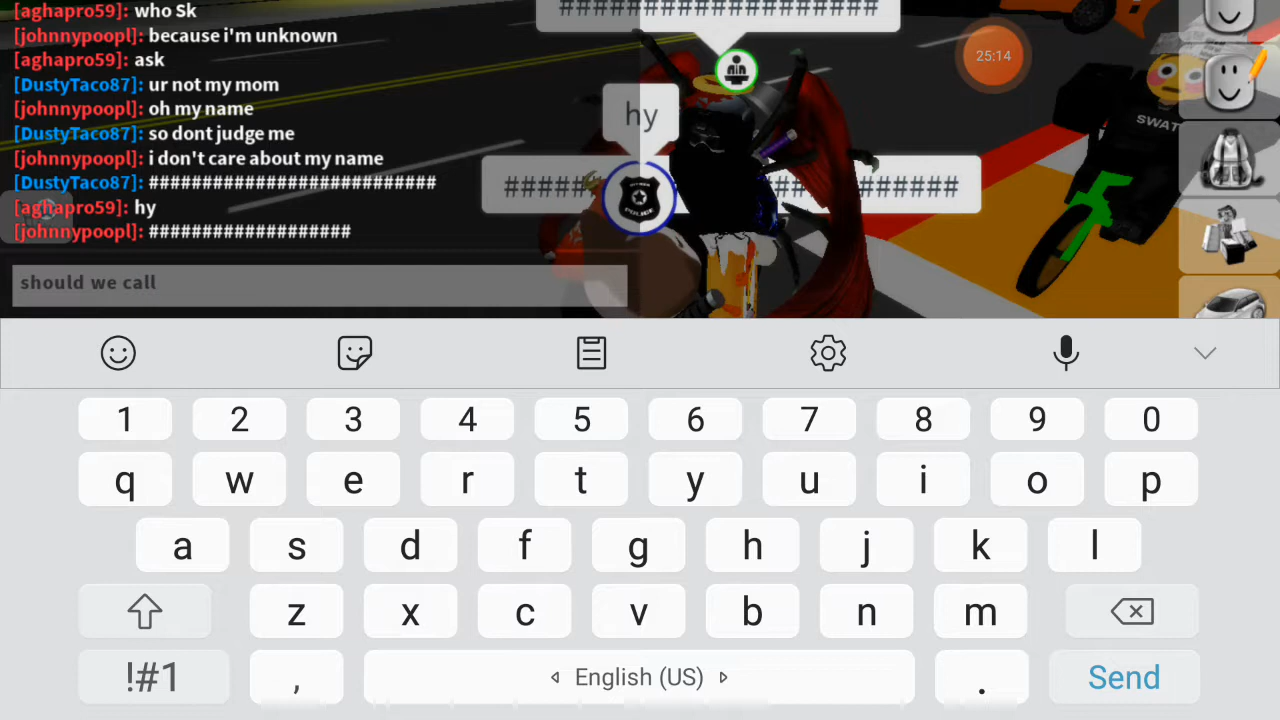 [aghapro59]: who Sk
[johnnypoopl]: because i'm unknown
[aghapro59]: ask
[DustyTaco87]: ur not my mom
[johnnypoopl]: oh my name
[DustyTaco87]: so dont judge me
[johnnypoopl]: i don't care about my name
[DustyTaco87]: ###########################
[aghapro59]: hy
[johnnypoopl]: ###################
should we call
##########################
25:14
hy
POLICE
SWAT
1 2 3 4 5 6 7 8 9 0
q w e r t y u i o p
a s d f g h j k l
z x c v b n m
!#1 , English (US) . Send